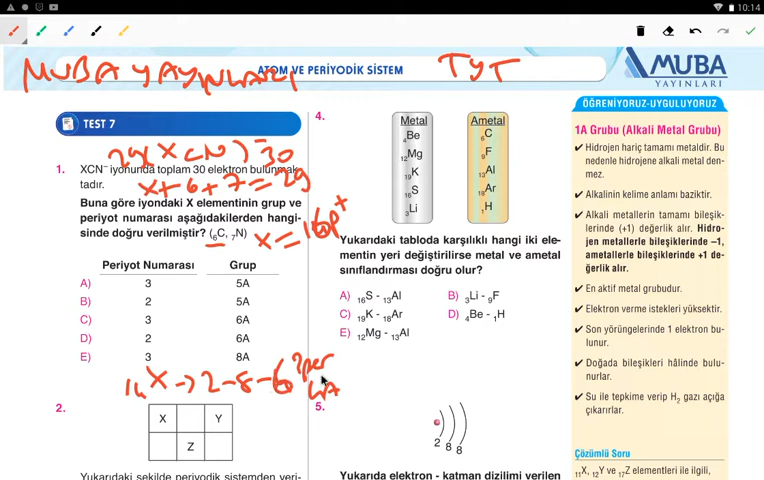 10:14
MUBA YAYINLARI
ATOM VE PERİYODİK SİSTEM
TYT
MUBA
YAYINLARI
TEST 7
29(XCN)⁻30
1. XCN⁻ iyonunda toplam 30 elektron bulunmak-
tadır.
x+6+7=29
Buna göre iyondaki X elementinin grup ve
periyot numarası aşağıdakilerden hangi-
sinde doğru verilmiştir? (₆C, ₇N)
x=16p⁺
Periyot Numarası Grup
A) 3 5A
B) 2 5A
C) 3 6A
D) 2 6A
E) 3 8A
16X→2-8-6
2.
X Y
Z
Yukarıdaki şekilde periyodik sistemden veri-
4.
Metal Ametal
₄Be ₆C
₁₂Mg ₉F
₁₉K ₁₃Al
₁₆S ₁₈Ar
₃Li ₁H
Yukarıdaki tabloda karşılıklı hangi iki ele-
mentin yeri değiştirilirse metal ve ametal
sınıflandırması doğru olur?
A) ₁₆S - ₁₃Al B) ₃Li - ₉F
C) ₁₉K - ₁₈Ar D) ₄Be - ₁H
E) ₁₂Mg - ₁₃Al
5.
2 8 8
Yukarıda elektron - katman dizilimi verilen
ÖĞRENİYORUZ-UYGULUYORUZ
1A Grubu (Alkali Metal Grubu)
✔ Hidrojen hariç tamamı metaldir. Bu
nedenle hidrojene alkali metal den-
mez.
✔ Alkalinin kelime anlamı baziktir.
✔ Alkali metallerin tamamı bileşik-
lerinde (+1) değerlik alır. Hidro-
jen metallerle bileşiklerinde –1,
ametallerle bileşiklerinde +1 de-
ğerlik alır.
✔ En aktif metal grubudur.
✔ Elektron verme istekleri yüksektir.
✔ Son yörüngelerinde 1 elektron bu-
lunur.
✔ Doğada bileşikleri hâlinde bulu-
nurlar.
✔ Su ile tepkime verip H₂ gazı açığa
çıkarırlar.
Çözümlü Soru
₁₁X, ₁₂Y ve ₁₇Z elementleri ile ilgili,